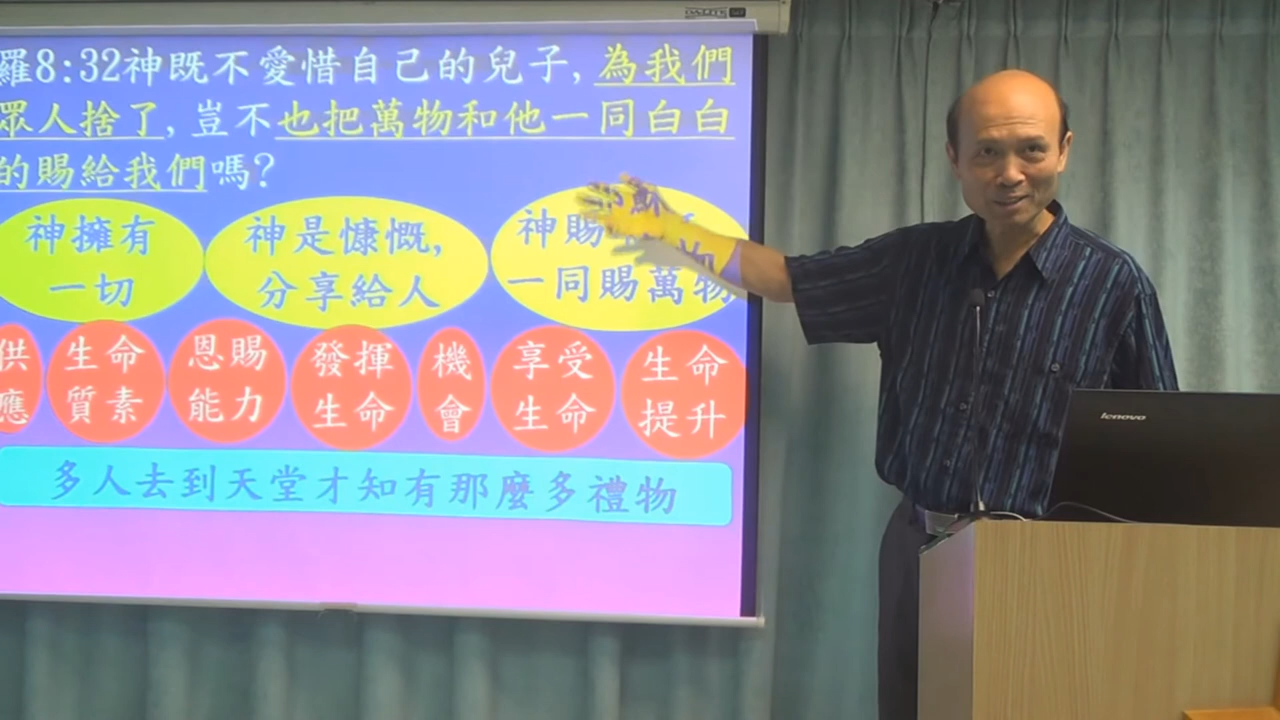 羅8:32神既不愛惜自己的兒子,為我們
眾人捨了,豈不也把萬物和他一同白白
的賜給我們嗎?
神擁有
一切
神是慷慨,
分享給人
神賜
一同賜萬物
供
應
生命
質素
恩賜
能力
發揮
生命
機
會
享受
生命
生命
提升
多人去到天堂才知有那麼多禮物
lenovo